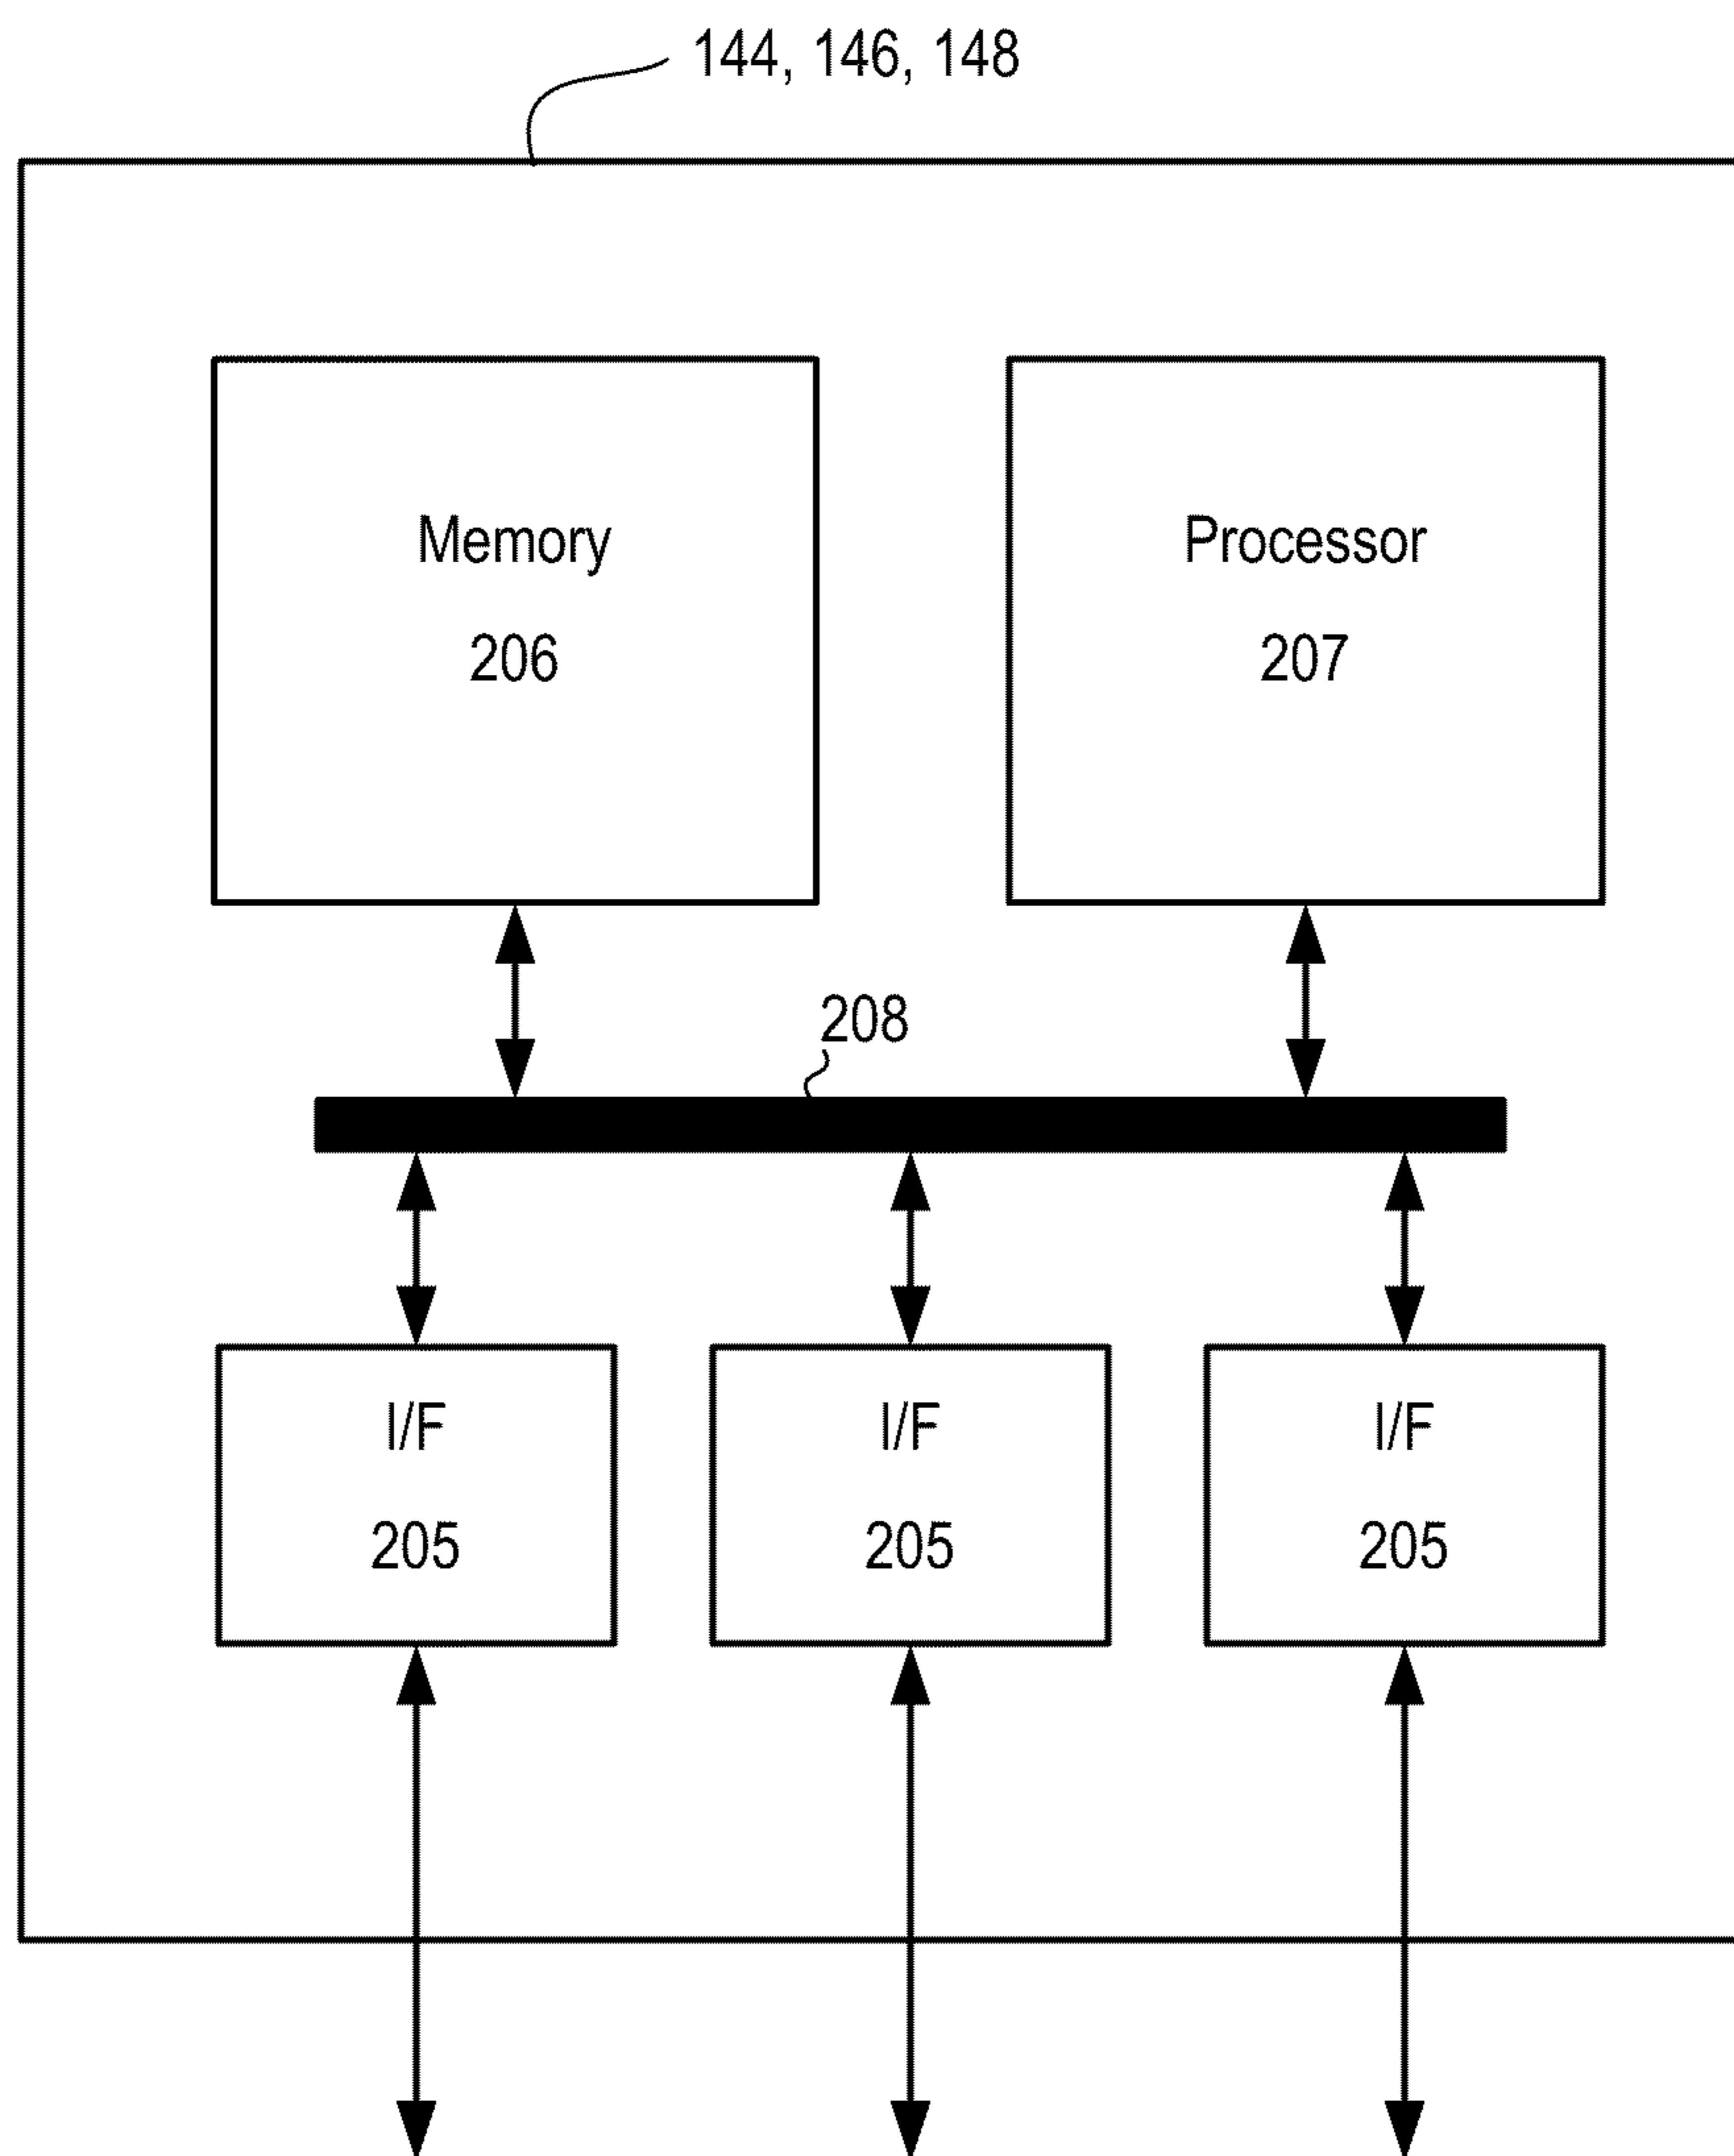 144, 146, 148
Memory
206
Processor
207
208
I/F
205
I/F
205
I/F
205